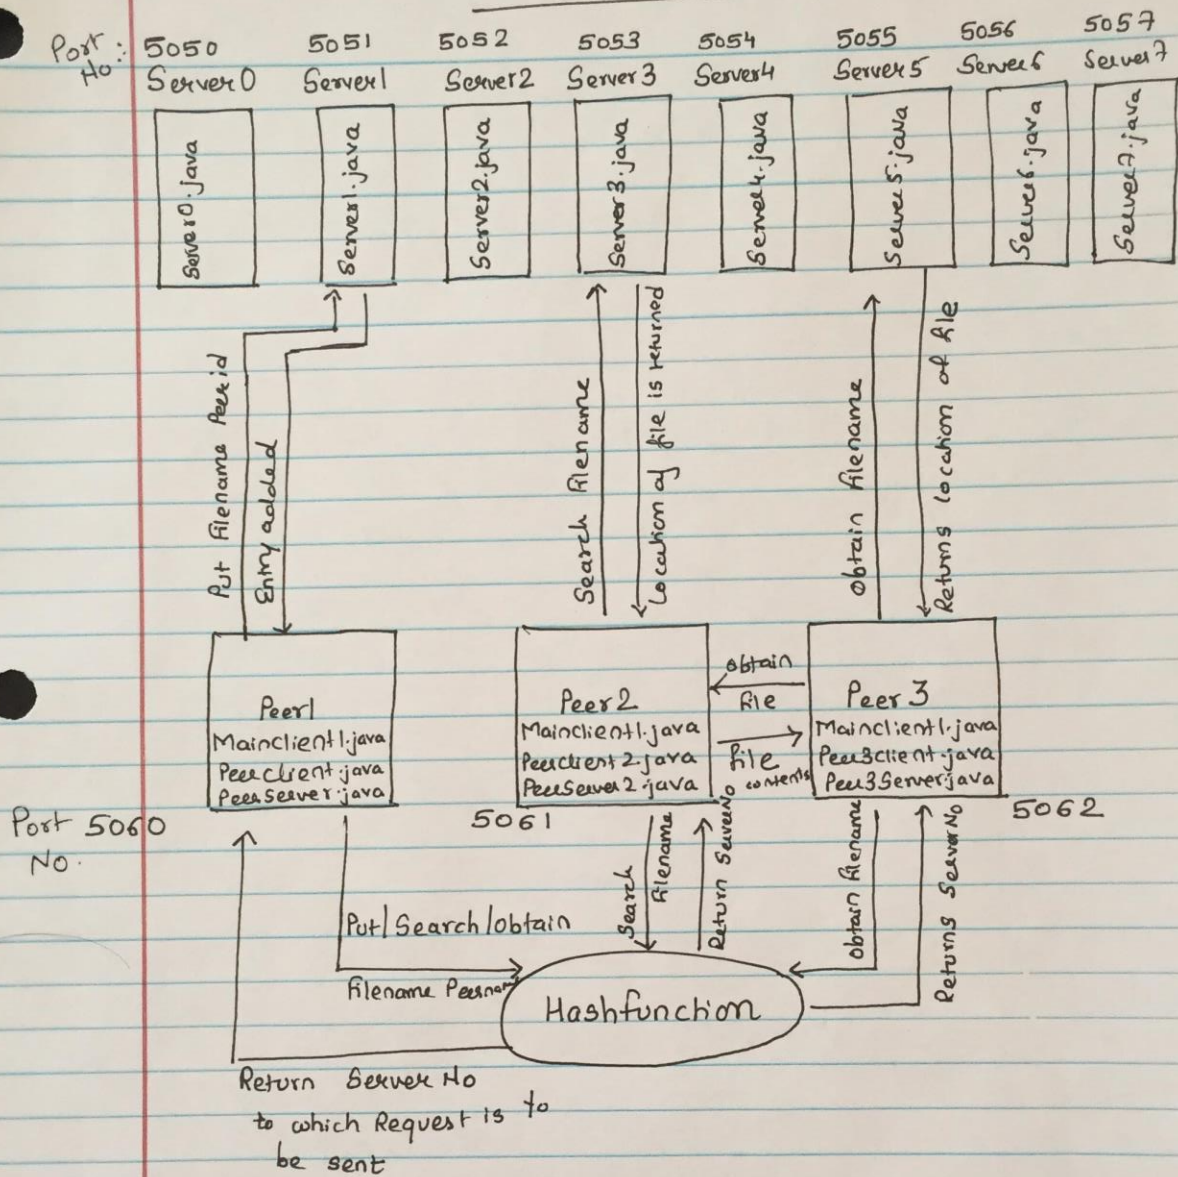 Port No: 5050 5051 5052 5053 5054 5055 5056 5057
Server0 Server1 Server2 Server3 Server4 Server5 Server6 Server7
Server0.java
Server1.java
Server2.java
Server3.java
Server4.java
Server5.java
Server6.java
Server7.java
Put Filename Peerid
Entry added
Search Filename
Location of file is returned
Obtain Filename
Returns Location of file
Peer1
Mainclient1.java
Peerclient.java
PeerServer.java
Peer2
Mainclient1.java
Peerclient2.java
PeerServer2.java
obtain
File
File
contents
Peer3
Mainclient1.java
Peer3client.java
Peer3Server.java
Port No. 5060 5061 5062
Put/Search/obtain
Filename Peername
Search
Filename
Return ServerNo
Obtain Filename
Returns ServerNo
Hashfunction
Return Server No
to which Request is to
be sent